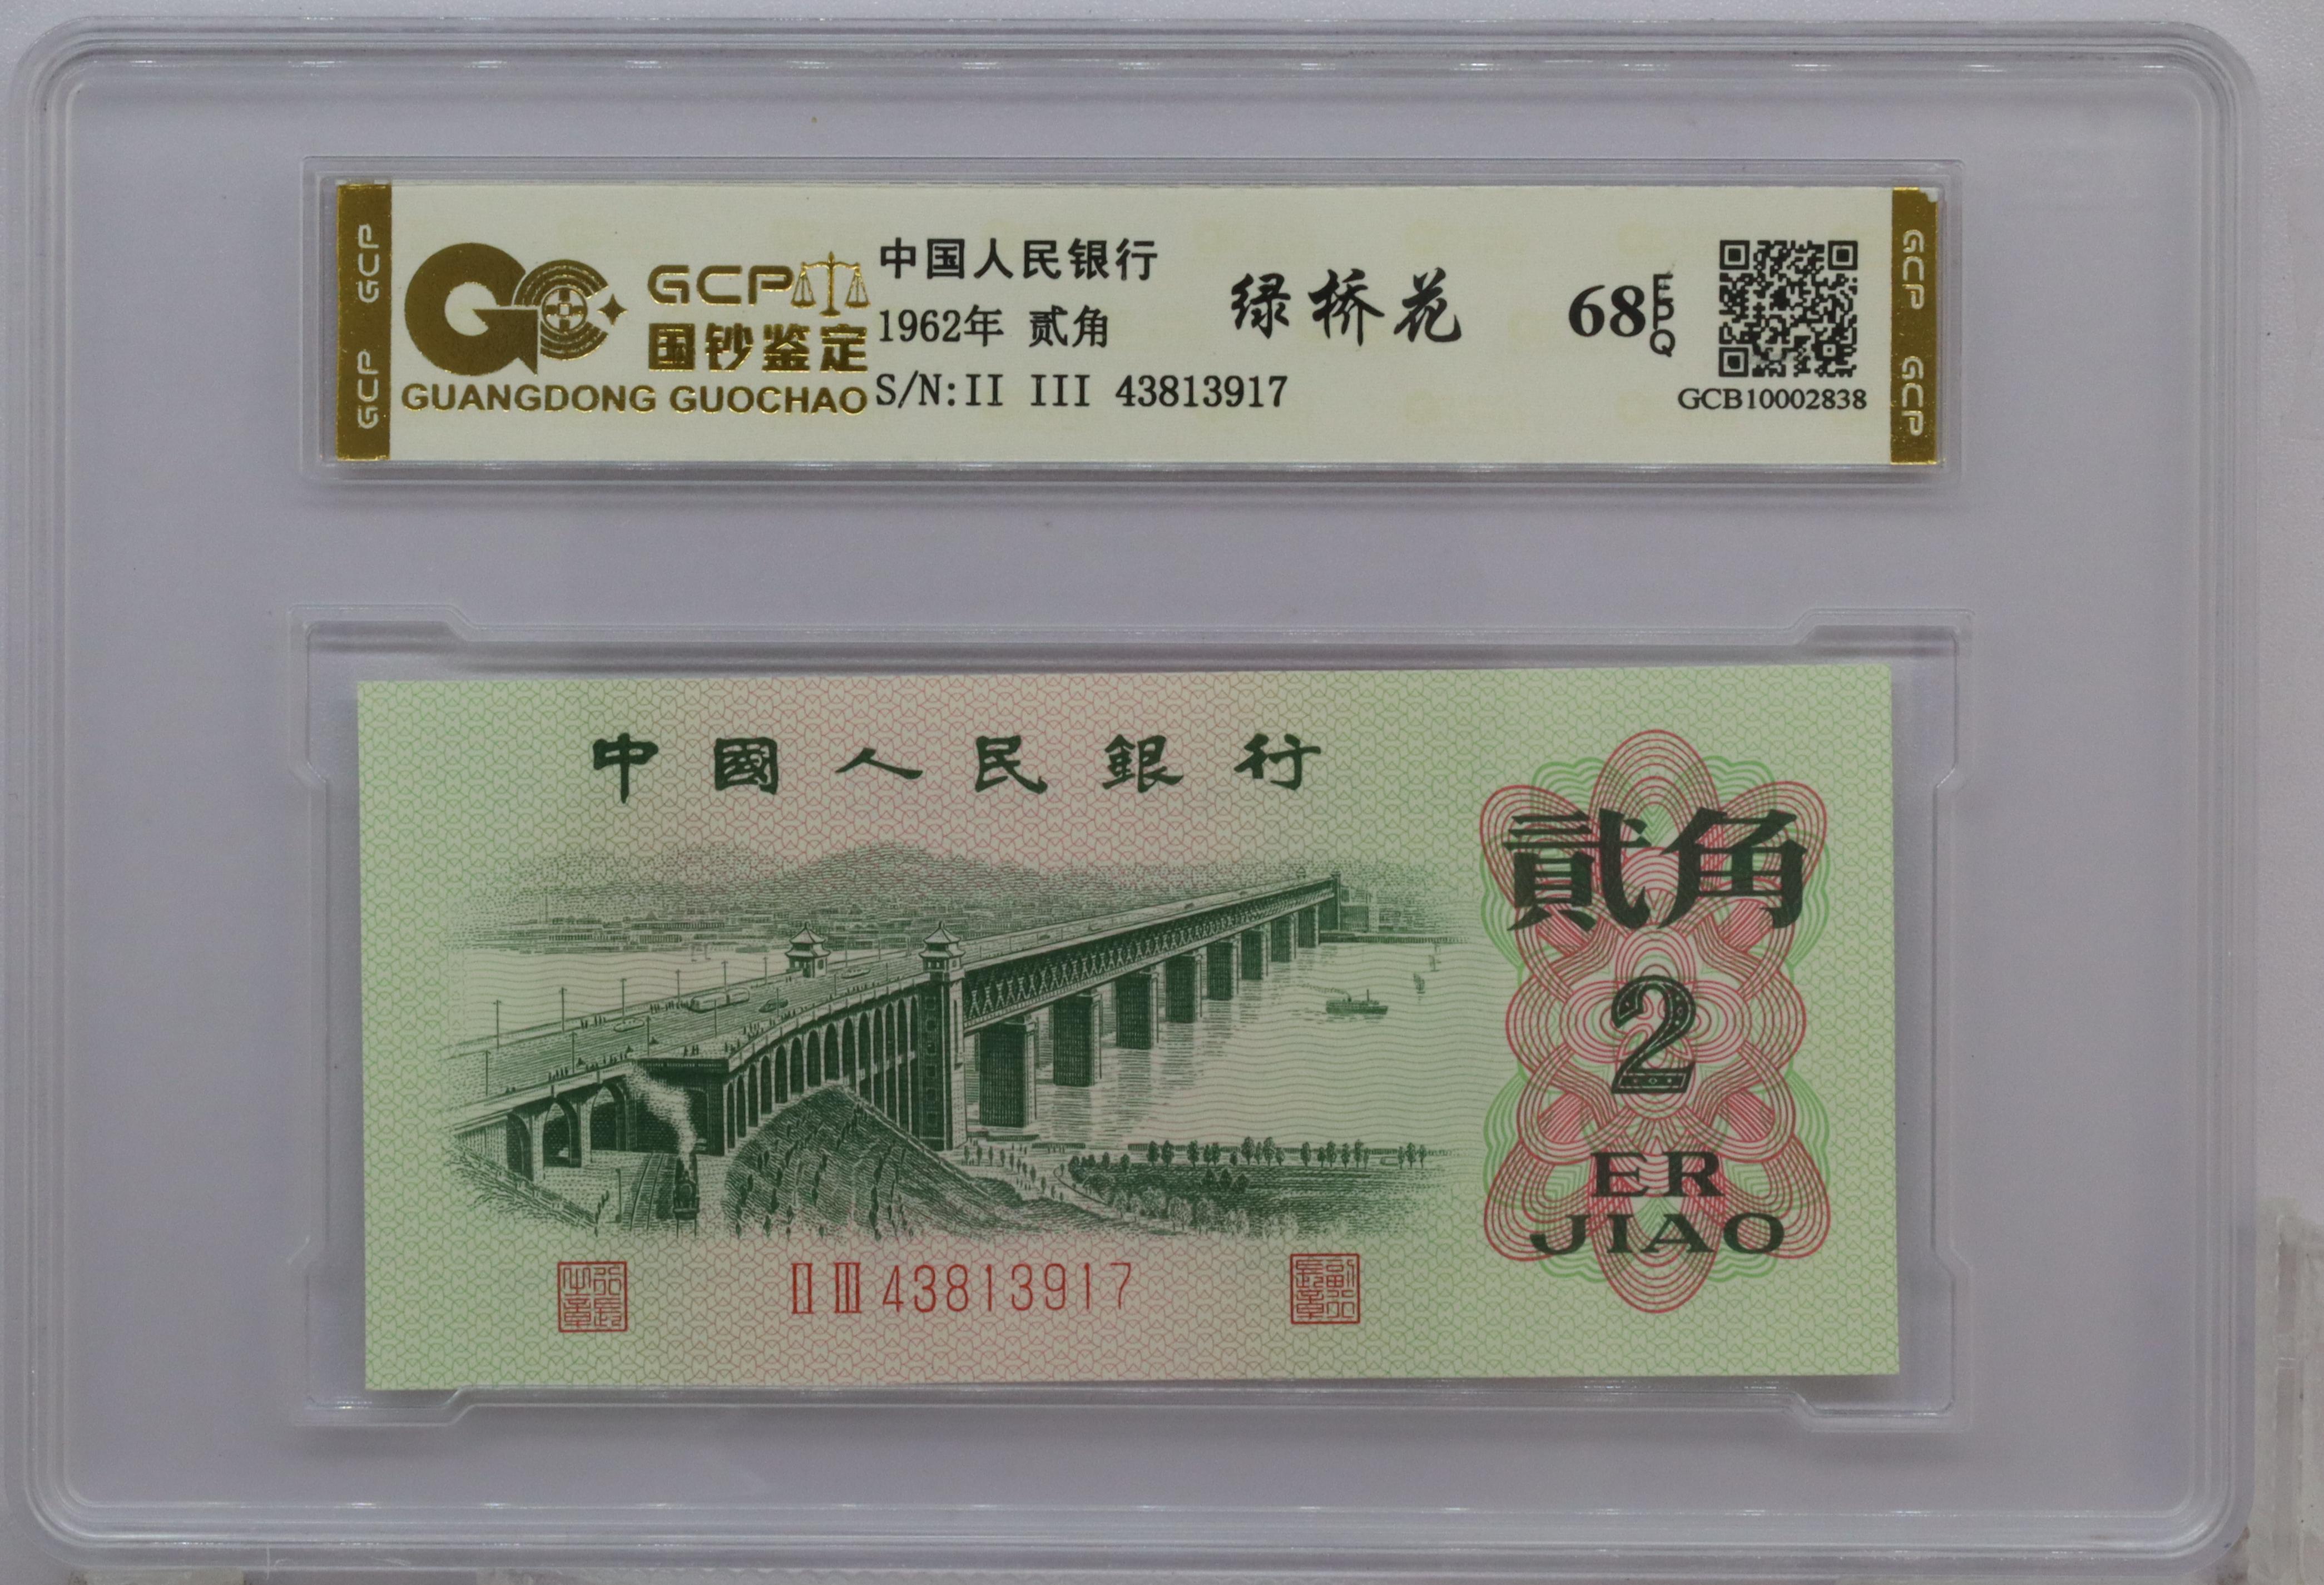 GCP GCP
GCP
国钞鉴定
GUANGDONG GUOCHAO
中国人民银行
1962年 贰角
S/N:II III 43813917
绿桥花
68 EPQ
GCB10002838
GCP GCP
中國人民銀行
貳角
2
ER
JIAO
II III 43813917